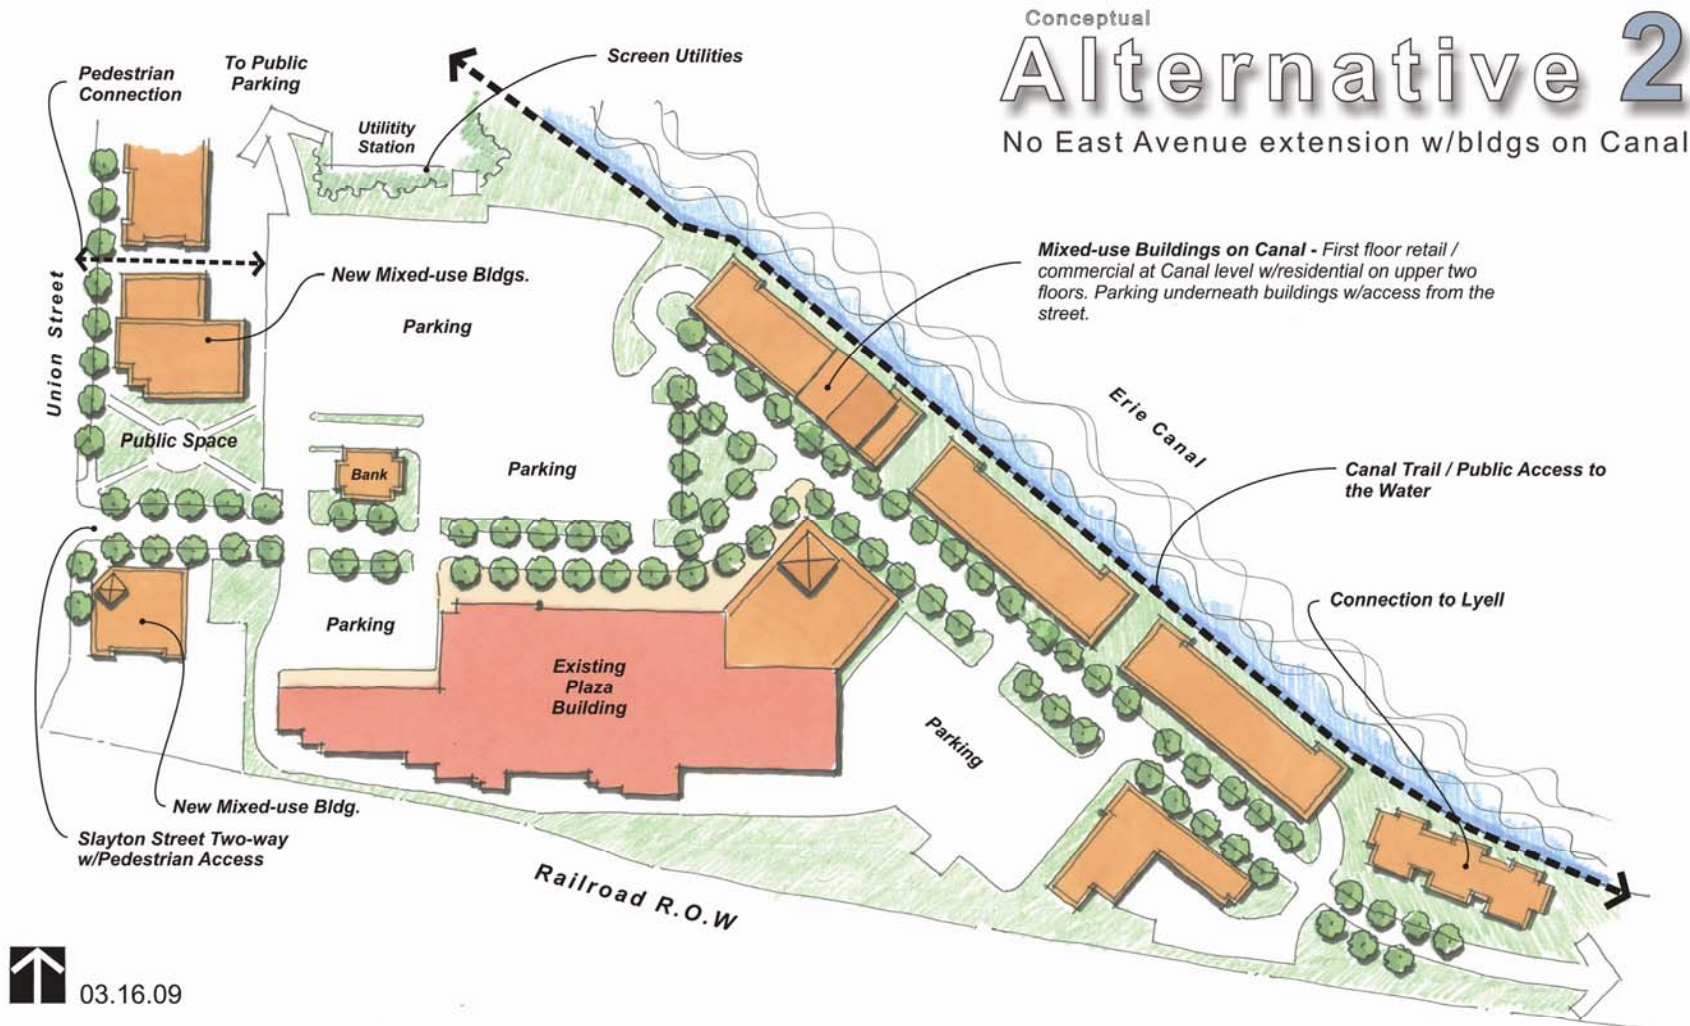 Conceptual
Alternative 2
No East Avenue extension w/bldgs on Canal
Screen Utilities
To Public
Parking
Pedestrian
Connection
Utilitity
Station
New Mixed-use Bldgs.
Mixed-use Buildings on Canal - First floor retail /
commercial at Canal level w/residential on upper two
floors. Parking underneath buildings w/access from the
street.
Union Street
Parking
Erie Canal
Public Space
Bank
Parking
Canal Trail / Public Access to
the Water
Parking
Connection to Lyell
Existing
Plaza
Building
Parking
New Mixed-use Bldg.
Slayton Street Two-way
w/Pedestrian Access
Railroad R.O.W
03.16.09